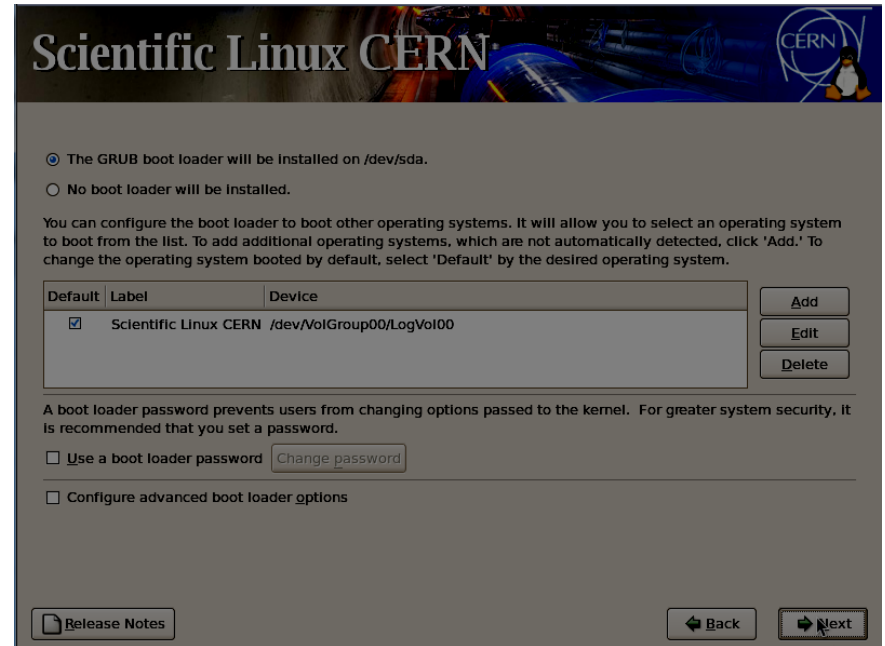 Scientific Linux CERN
CERN
The GRUB boot loader will be installed on /dev/sda.
No boot loader will be installed.
You can configure the boot loader to boot other operating systems. It will allow you to select an operating system
to boot from the list. To add additional operating systems, which are not automatically detected, click 'Add.' To
change the operating system booted by default, select 'Default' by the desired operating system.
Default Label Device
Scientific Linux CERN /dev/VolGroup00/LogVol00
Add
Edit
Delete
A boot loader password prevents users from changing options passed to the kernel. For greater system security, it
is recommended that you set a password.
Use a boot loader password Change password
Configure advanced boot loader options
Release Notes Back Next